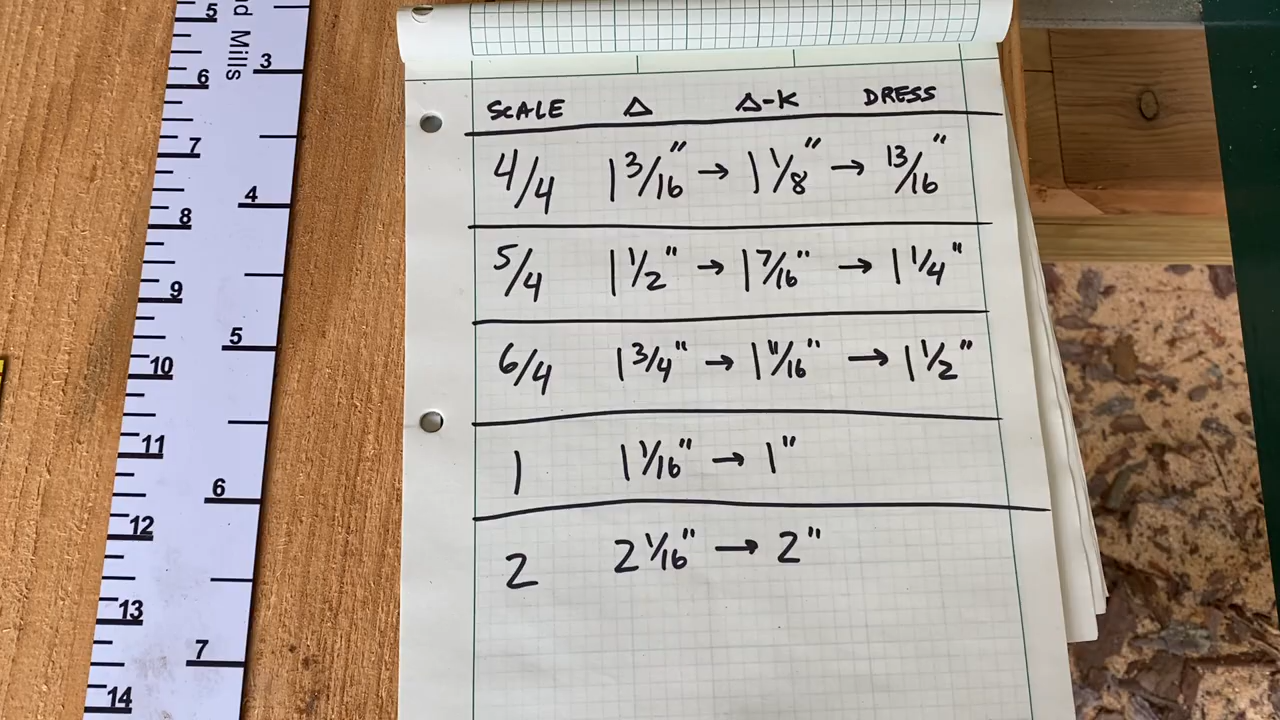 SCALE Δ Δ-K DRESS
4/4 1 3/16" → 1 1/8" → 13/16"
5/4 1 1/2" → 1 7/16" → 1 1/4"
6/4 1 3/4" → 1 11/16" → 1 1/2"
1 1 1/16" → 1"
2 2 1/16" → 2"
Mills
5
6
7
8
9
10
11
12
13
14
3
4
5
6
7